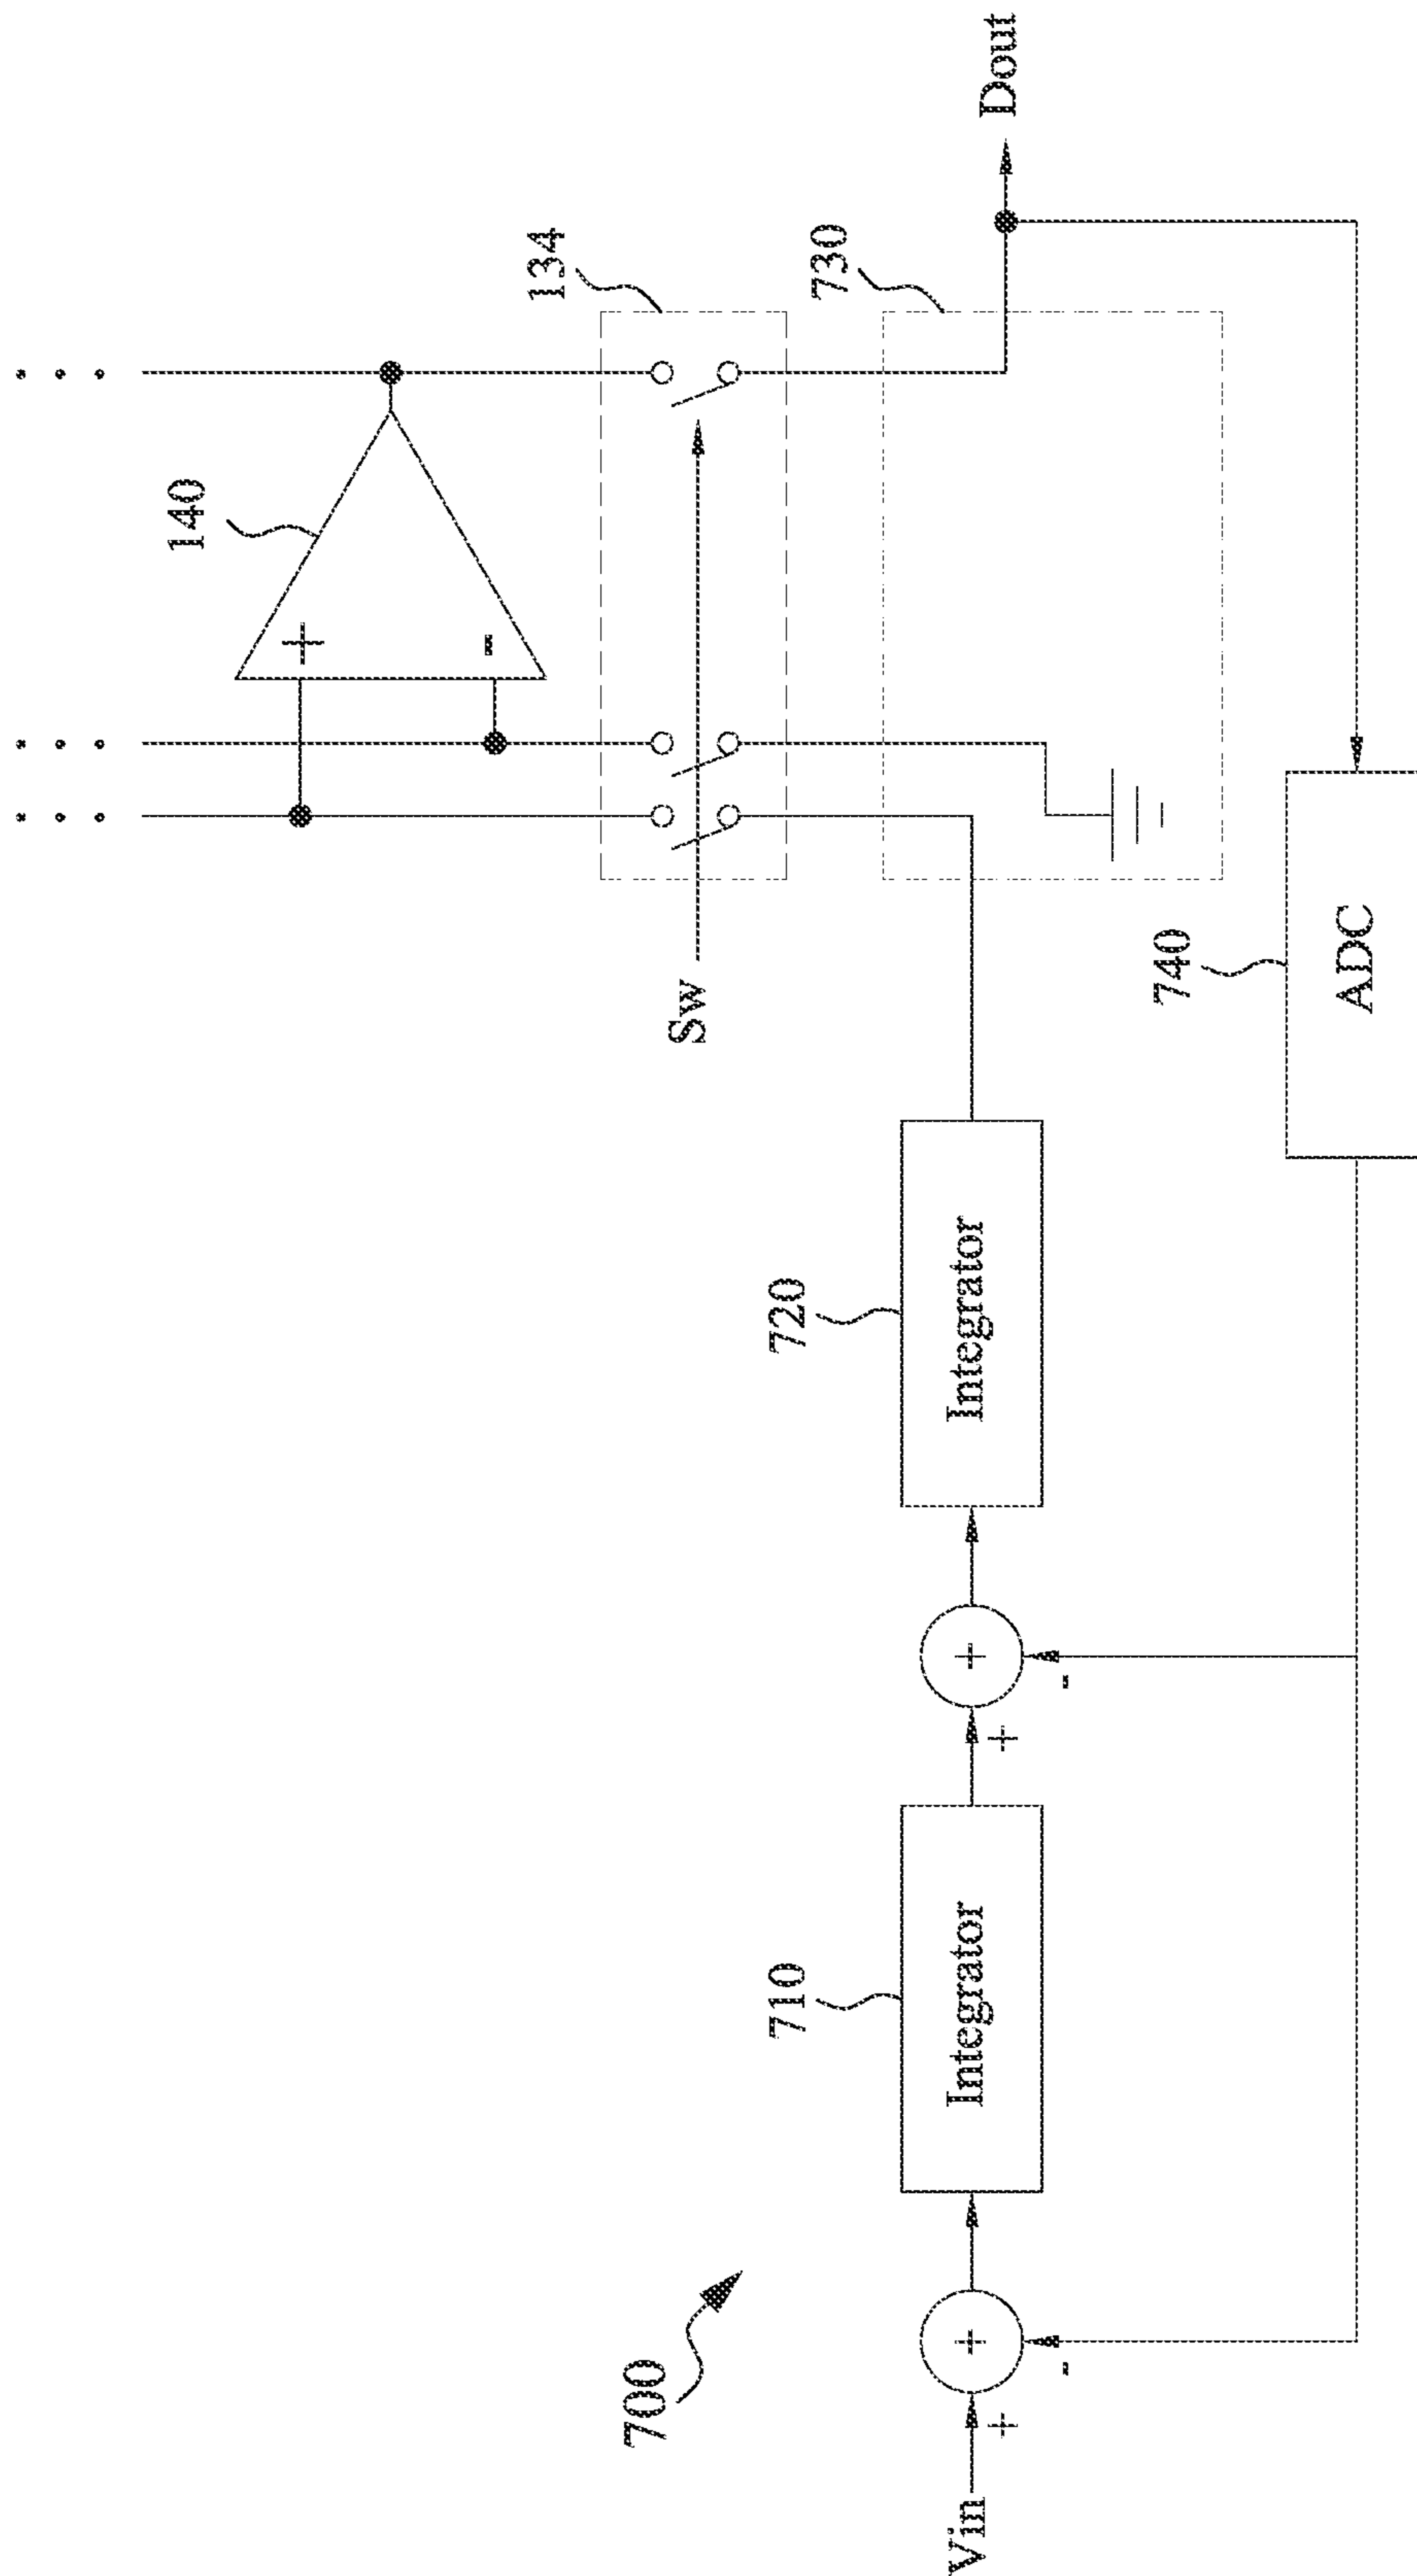 140
+
-
134
Sw
730
Dout
700
710
720
Vin
+
+
-
Integrator
+
+
-
Integrator
740
ADC